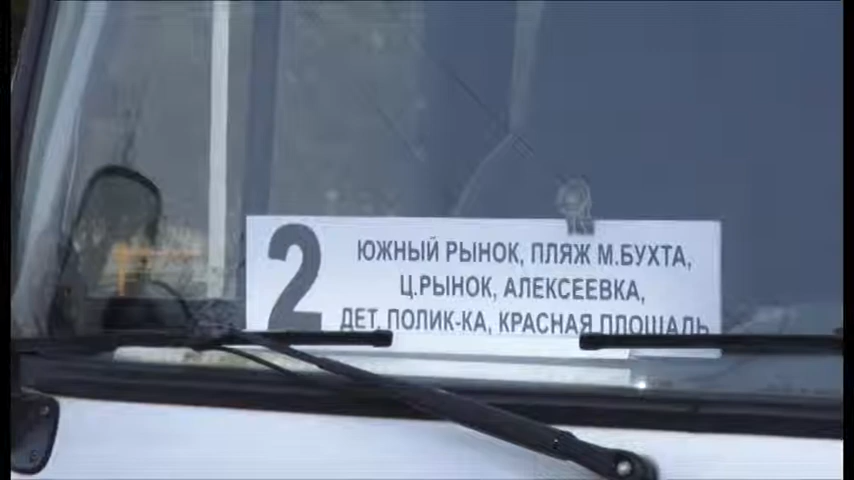 2
ЮЖНЫЙ РЫНОК, ПЛЯЖ М.БУХТА,
Ц.РЫНОК, АЛЕКСЕЕВКА,
ДЕТ. ПОЛИК-КА, КРАСНАЯ ПЛОЩАДЬ